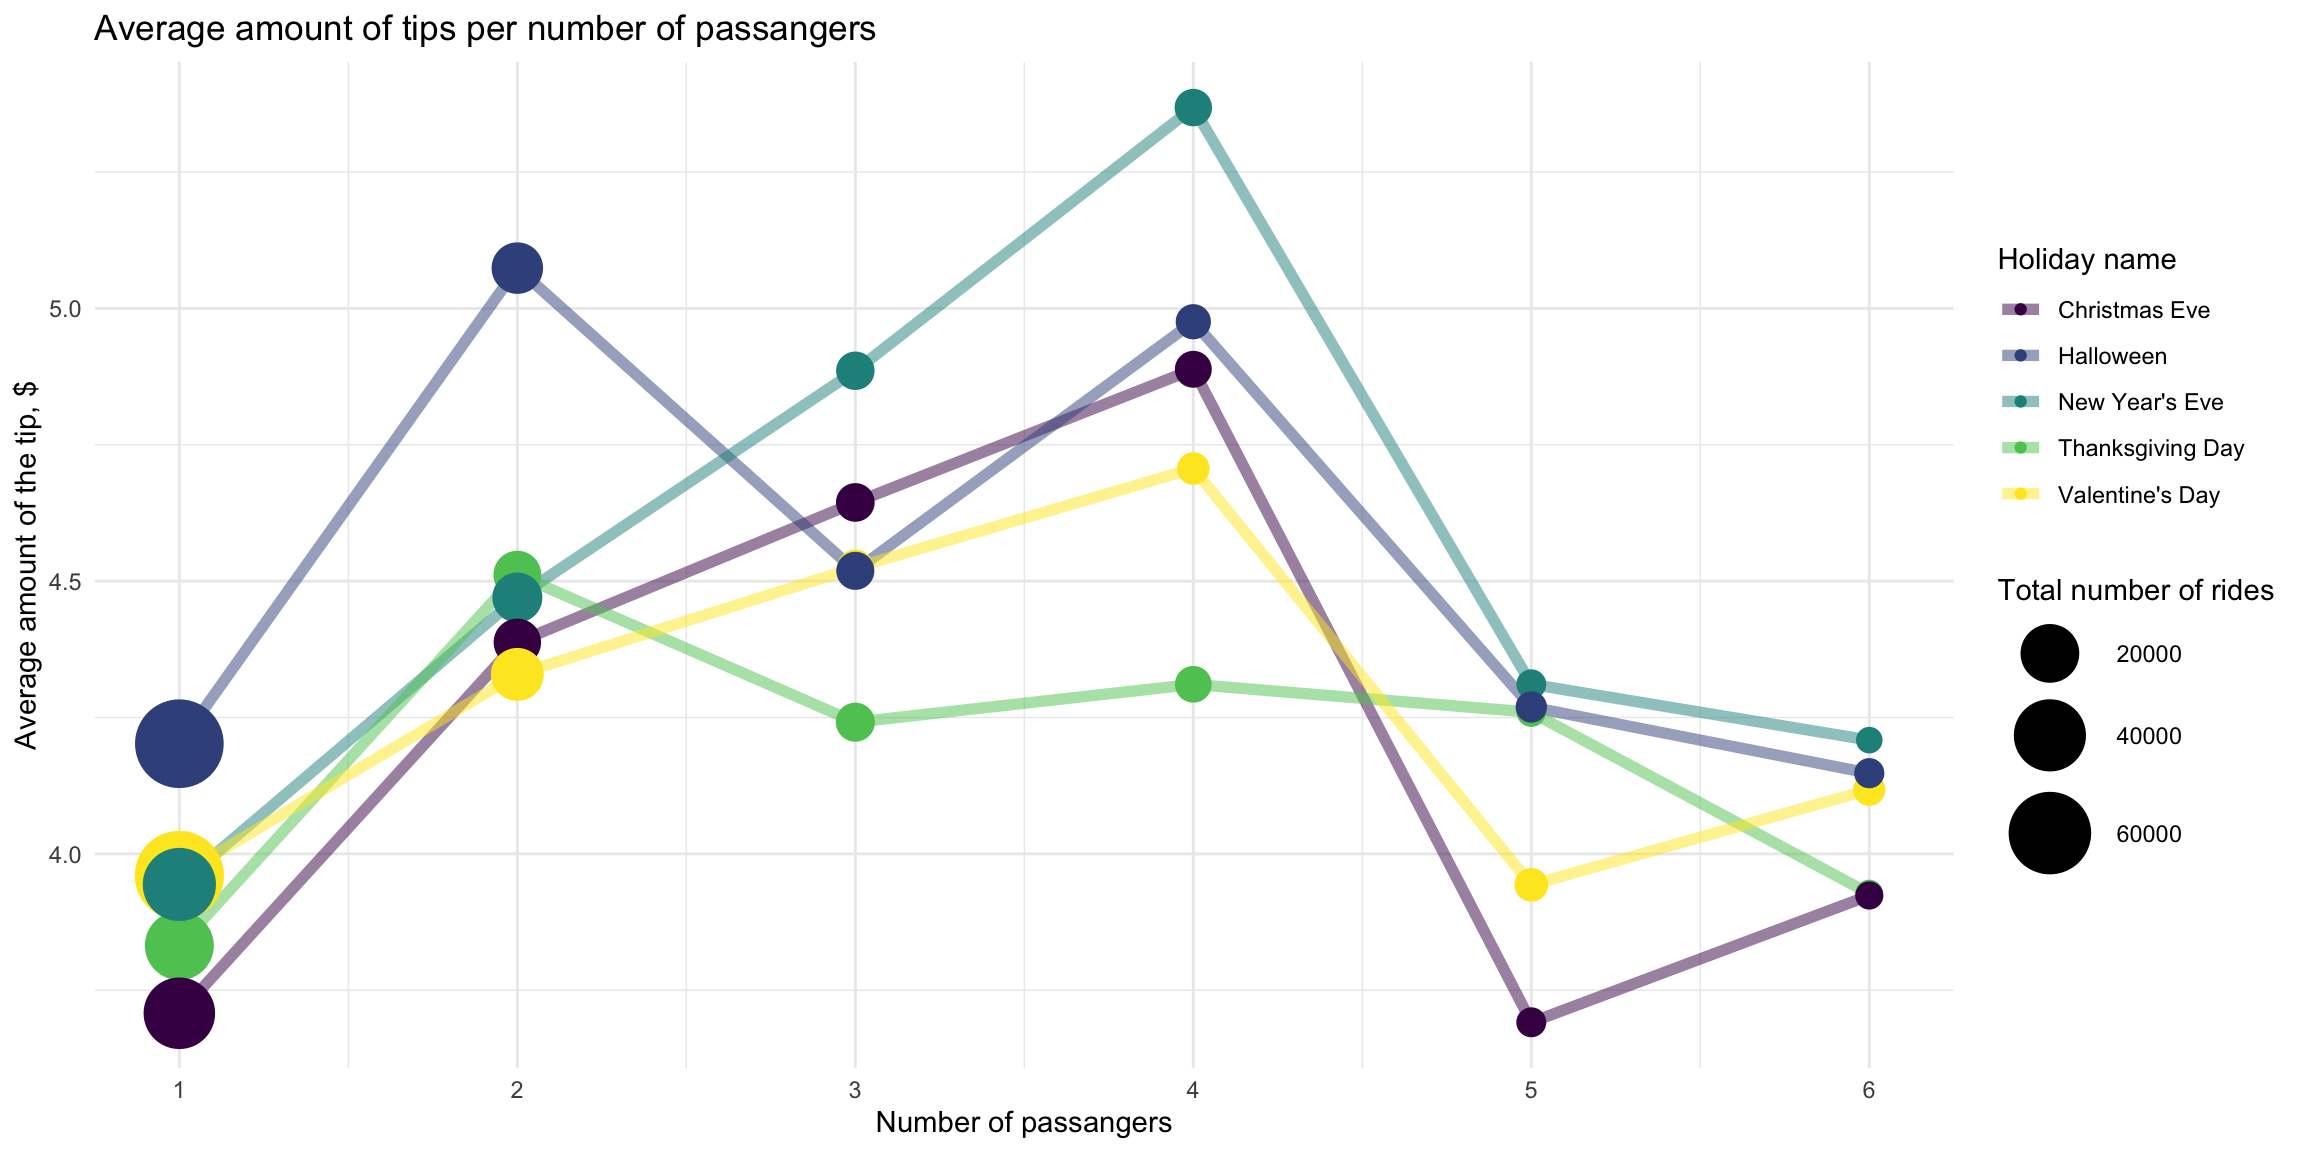 Average amount of tips per number of passangers
Average amount of the tip, $
5.0
4.5
4.0
1 2 3 4 5 6
Number of passangers
Holiday name
Christmas Eve
Halloween
New Year's Eve
Thanksgiving Day
Valentine's Day
Total number of rides
20000
40000
60000